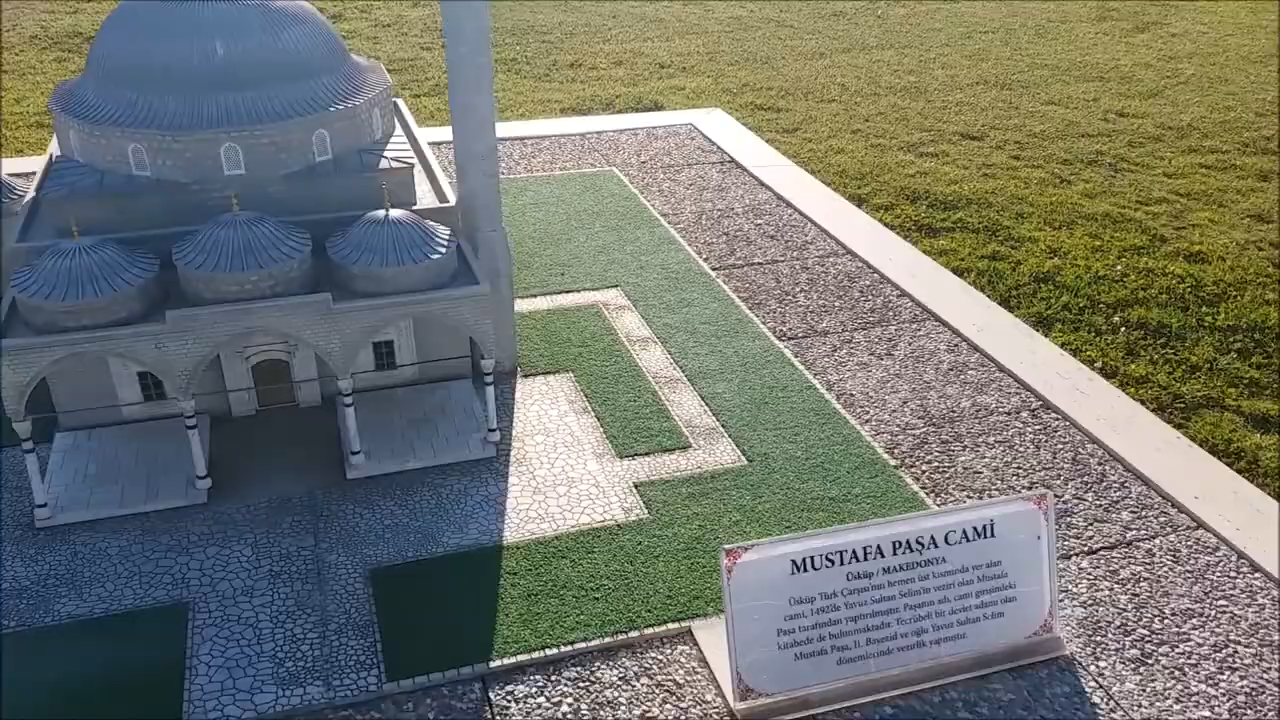 MUSTAFA PAŞA CAMİ
Üsküp / MAKEDONYA
Üsküp Türk Çarşısı'nın hemen üst kısmında yer alan
cami, 1492'de Yavuz Sultan Selim'in veziri olan Mustafa
Paşa tarafından yaptırılmıştır. Paşanın adı, cami girişindeki
kitabede de bulunmaktadır. Tecrübeli bir devlet adamı olan
Mustafa Paşa, II. Bayezid ve oğlu Yavuz Sultan Selim
dönemlerinde vezirlik yapmıştır.